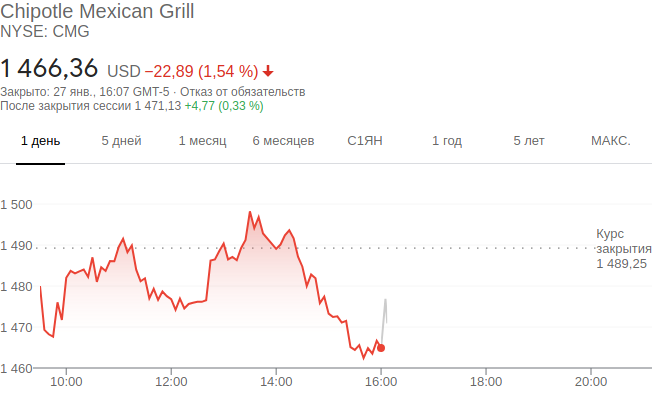 Chipotle Mexican Grill
NYSE: CMG
1 466,36 USD −22,89 (1,54 %)
Закрыто: 27 янв., 16:07 GMT-5 · Отказ от обязательств
После закрытия сессии 1 471,13 +4,77 (0,33 %)
1 день 5 дней 1 месяц 6 месяцев С1ЯН 1 год 5 лет МАКС.
1 500
1 490
1 480
1 470
1 460
Курс
закрытия
1 489,25
10:00 12:00 14:00 16:00 18:00 20:00